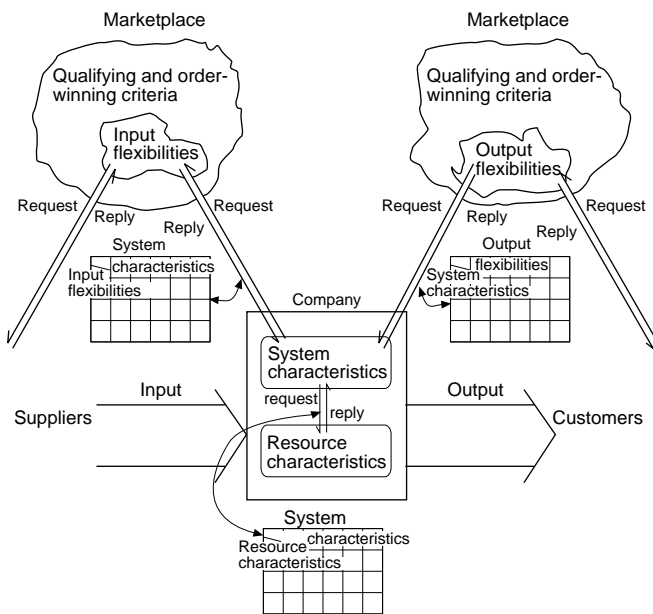 Marketplace
Marketplace
Qualifying and order-
winning criteria
Qualifying and order-
winning criteria
Input
flexibilities
Output
flexibilities
Request
Reply
Reply
Request
Request
Reply
Reply
Request
System
characteristics
Input
flexibilities
Output
flexibilities
System
characteristics
Company
System
characteristics
request
reply
Resource
characteristics
Suppliers
Input
Output
Customers
System
characteristics
Resource
characteristics